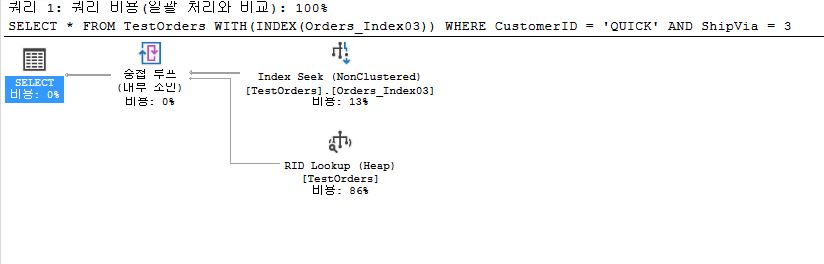 쿼리 1: 쿼리 비용(일괄 처리와 비교): 100%
SELECT * FROM TestOrders WITH(INDEX(Orders_Index03)) WHERE CustomerID = 'QUICK' AND ShipVia = 3
SELECT
비용: 0%
중첩 루프
(내부 조인)
비용: 0%
Index Seek (NonClustered)
[TestOrders].[Orders_Index03]
비용: 13%
RID Lookup (Heap)
[TestOrders]
비용: 86%